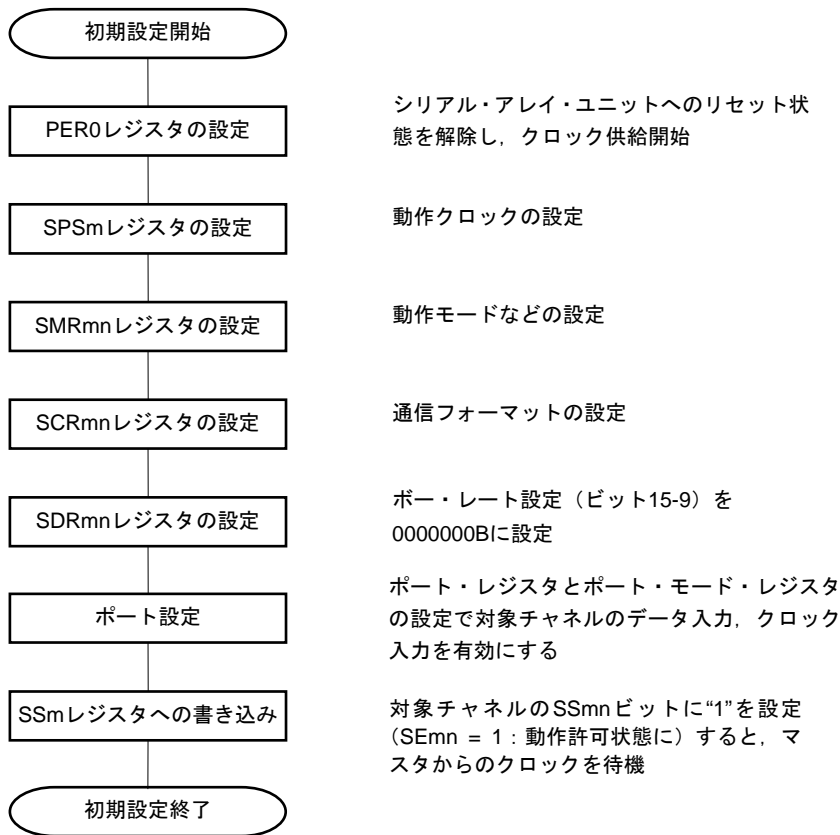 初期設定開始
PER0レジスタの設定
シリアル・アレイ・ユニットへのリセット状
態を解除し，クロック供給開始
SPSmレジスタの設定
動作クロックの設定
SMRmnレジスタの設定
動作モードなどの設定
SCRmnレジスタの設定
通信フォーマットの設定
SDRmnレジスタの設定
ボー・レート設定（ビット15-9）を
0000000Bに設定
ポート設定
ポート・レジスタとポート・モード・レジスタ
の設定で対象チャネルのデータ入力，クロック
入力を有効にする
SSmレジスタへの書き込み
対象チャネルのSSmnビットに“1”を設定
（SEmn = 1：動作許可状態に）すると，マ
スタからのクロックを待機
初期設定終了